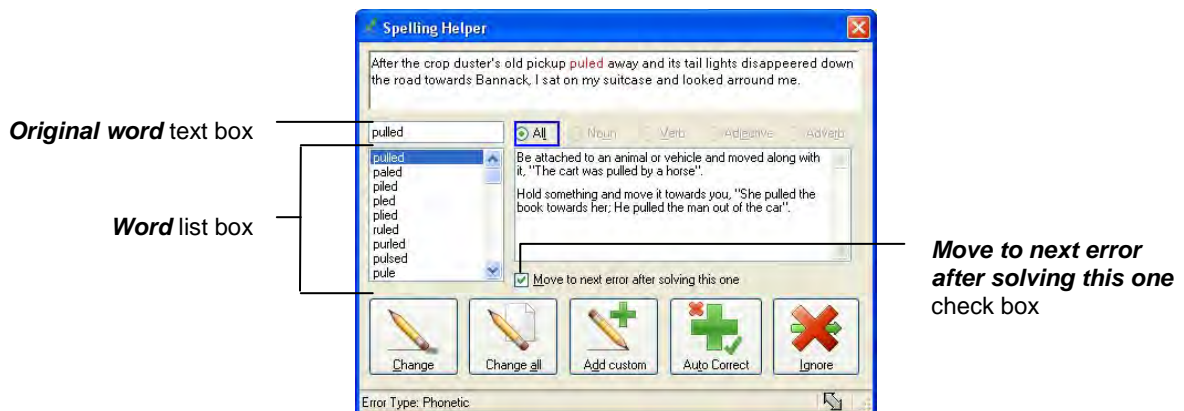 Spelling Helper
After the crop duster's old pickup puled away and its tail lights disappeered down
the road towards Bannack, I sat on my suitcase and looked arround me.
Original word text box
pulled
All Noun Verb Adjective Adverb
pulled
paled
piled
pled
plied
ruled
purled
pulsed
pule
Be attached to an animal or vehicle and moved along with
it, "The cart was pulled by a horse".
Hold something and move it towards you, "She pulled the
book towards her; He pulled the man out of the car".
Word list box
Move to next error after solving this one
Move to next error
after solving this one
check box
Change
Change all
Add custom
Auto Correct
Ignore
Error Type: Phonetic